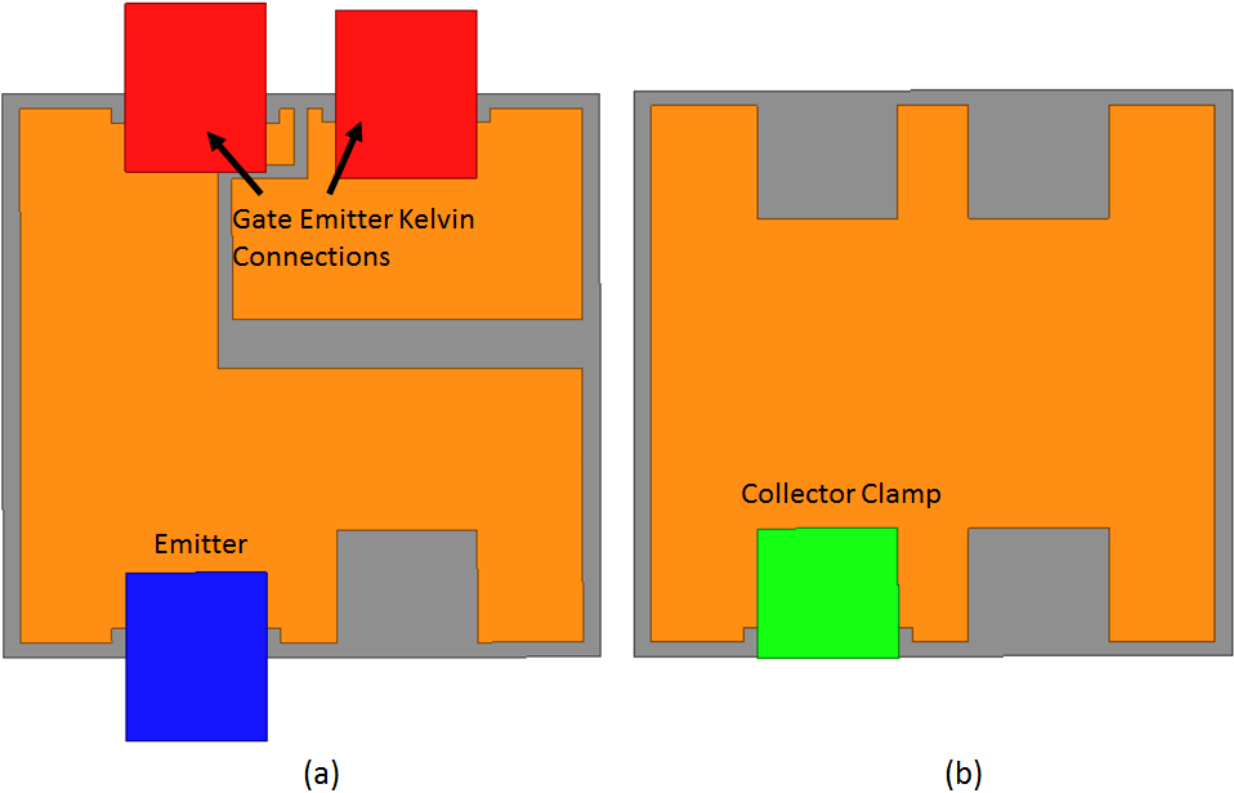 Gate Emitter Kelvin
Connections
Emitter
Collector Clamp
(a)
(b)